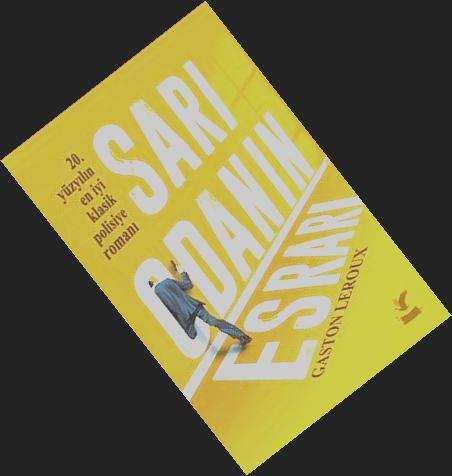 20.
yüzyılın
en iyi
klasik
polisiye
romanı
SARI
ODANIN
ESRARI
GASTON LEROUX